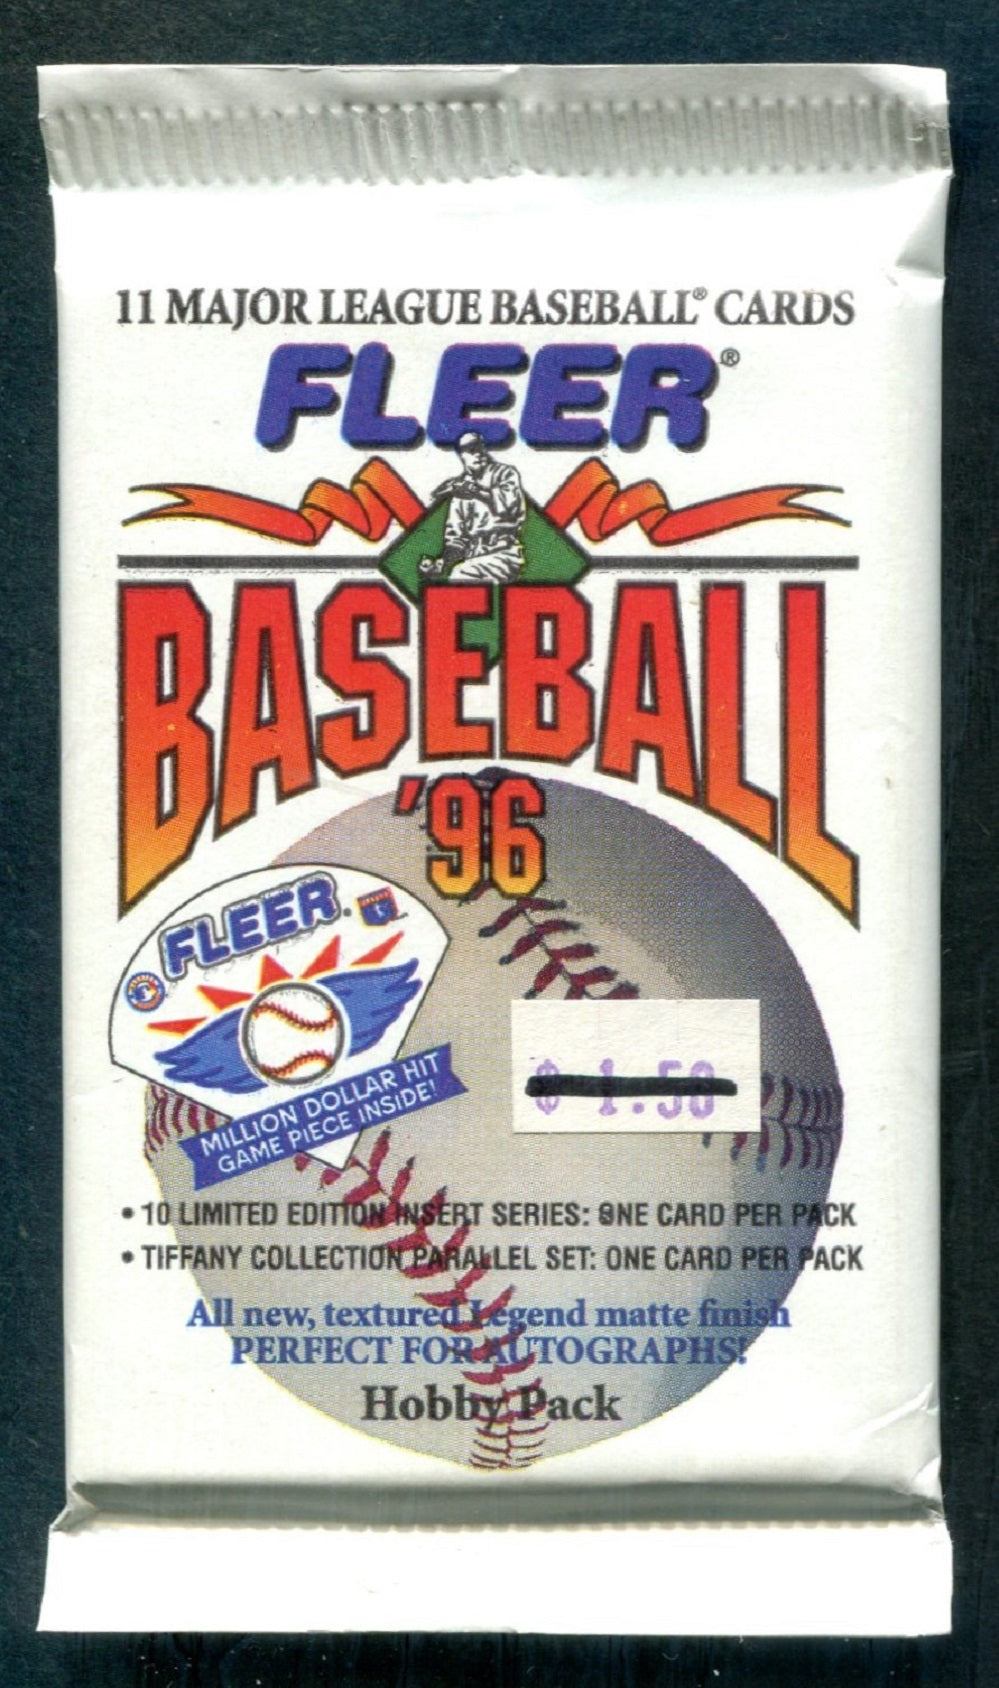 11 MAJOR LEAGUE BASEBALL® CARDS
FLEER®
BASEBALL
'96
FLEER®
MILLION DOLLAR HIT
GAME PIECE INSIDE!
$ 1.50
• 10 LIMITED EDITION INSERT SERIES: ONE CARD PER PACK
• TIFFANY COLLECTION PARALLEL SET: ONE CARD PER PACK
All new, textured Legend matte finish
PERFECT FOR AUTOGRAPHS!
Hobby Pack